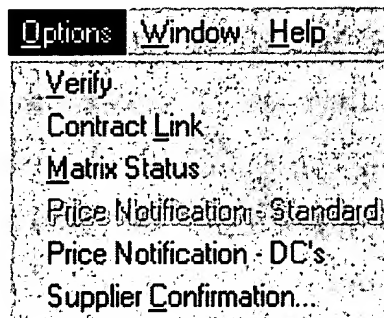 Options Window Help
Verify
Contract Link
Matrix Status
Price Notification - Standard
Price Notification - DC's
Supplier Confirmation...